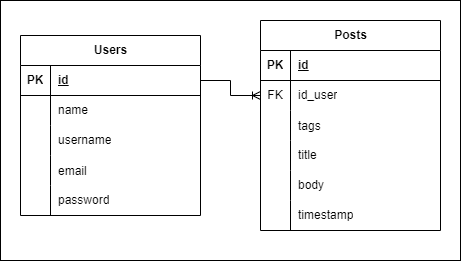 Users
PK id
name
username
email
password
Posts
PK id
FK id_user
tags
title
body
timestamp